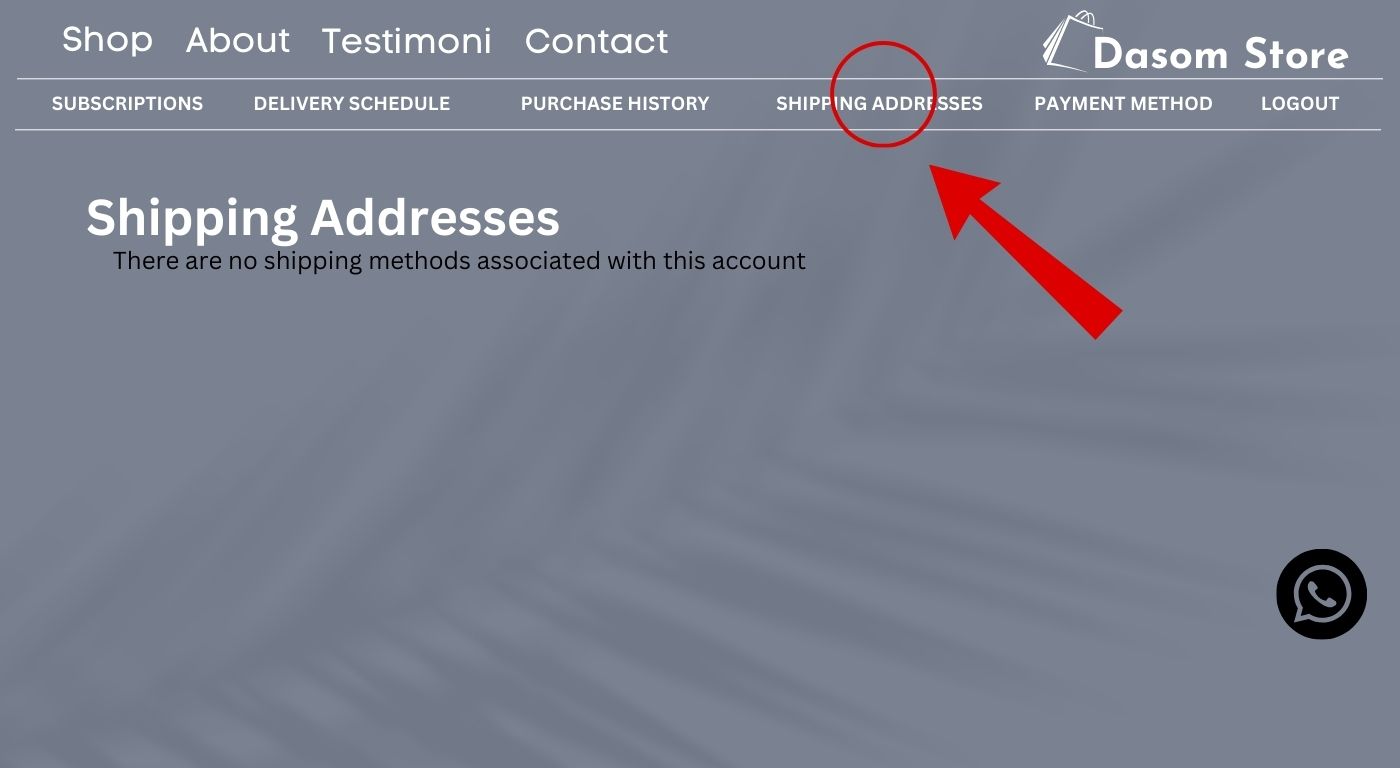 Shop About Testimoni Contact
Dasom Store
SUBSCRIPTIONS DELIVERY SCHEDULE PURCHASE HISTORY SHIPPING ADDRESSES PAYMENT METHOD LOGOUT
Shipping Addresses
There are no shipping methods associated with this account